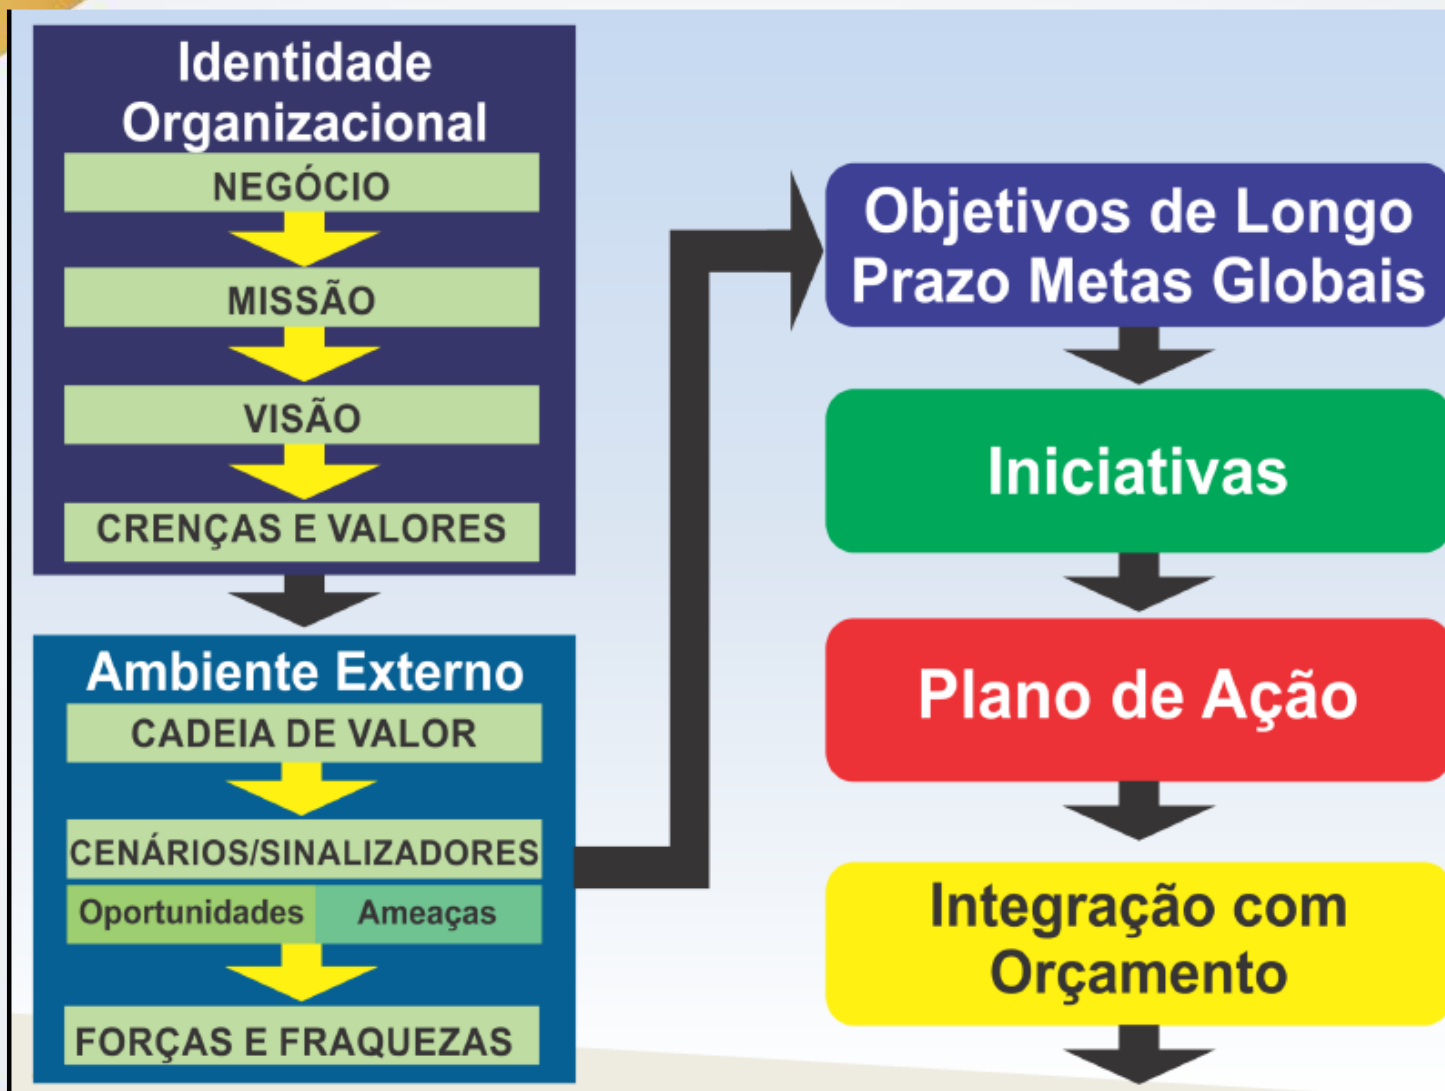 Identidade
Organizacional
NEGÓCIO
MISSÃO
VISÃO
CRENÇAS E VALORES
Ambiente Externo
CADEIA DE VALOR
CENÁRIOS/SINALIZADORES
Oportunidades Ameaças
FORÇAS E FRAQUEZAS
Objetivos de Longo
Prazo Metas Globais
Iniciativas
Plano de Ação
Integração com
Orçamento